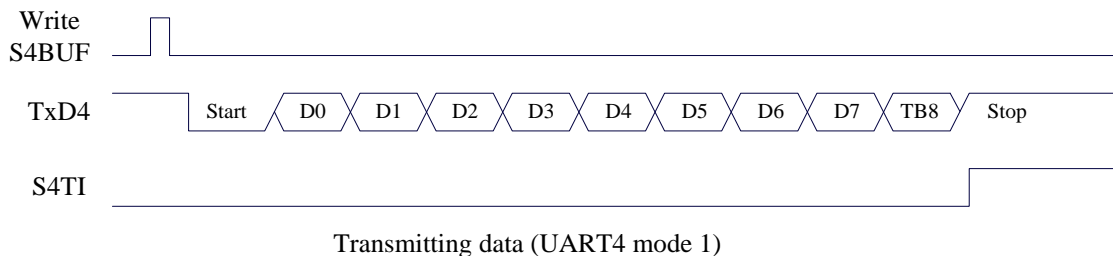 Write
S4BUF
TxD4 Start D0 D1 D2 D3 D4 D5 D6 D7 TB8 Stop
S4TI
Transmitting data (UART4 mode 1)